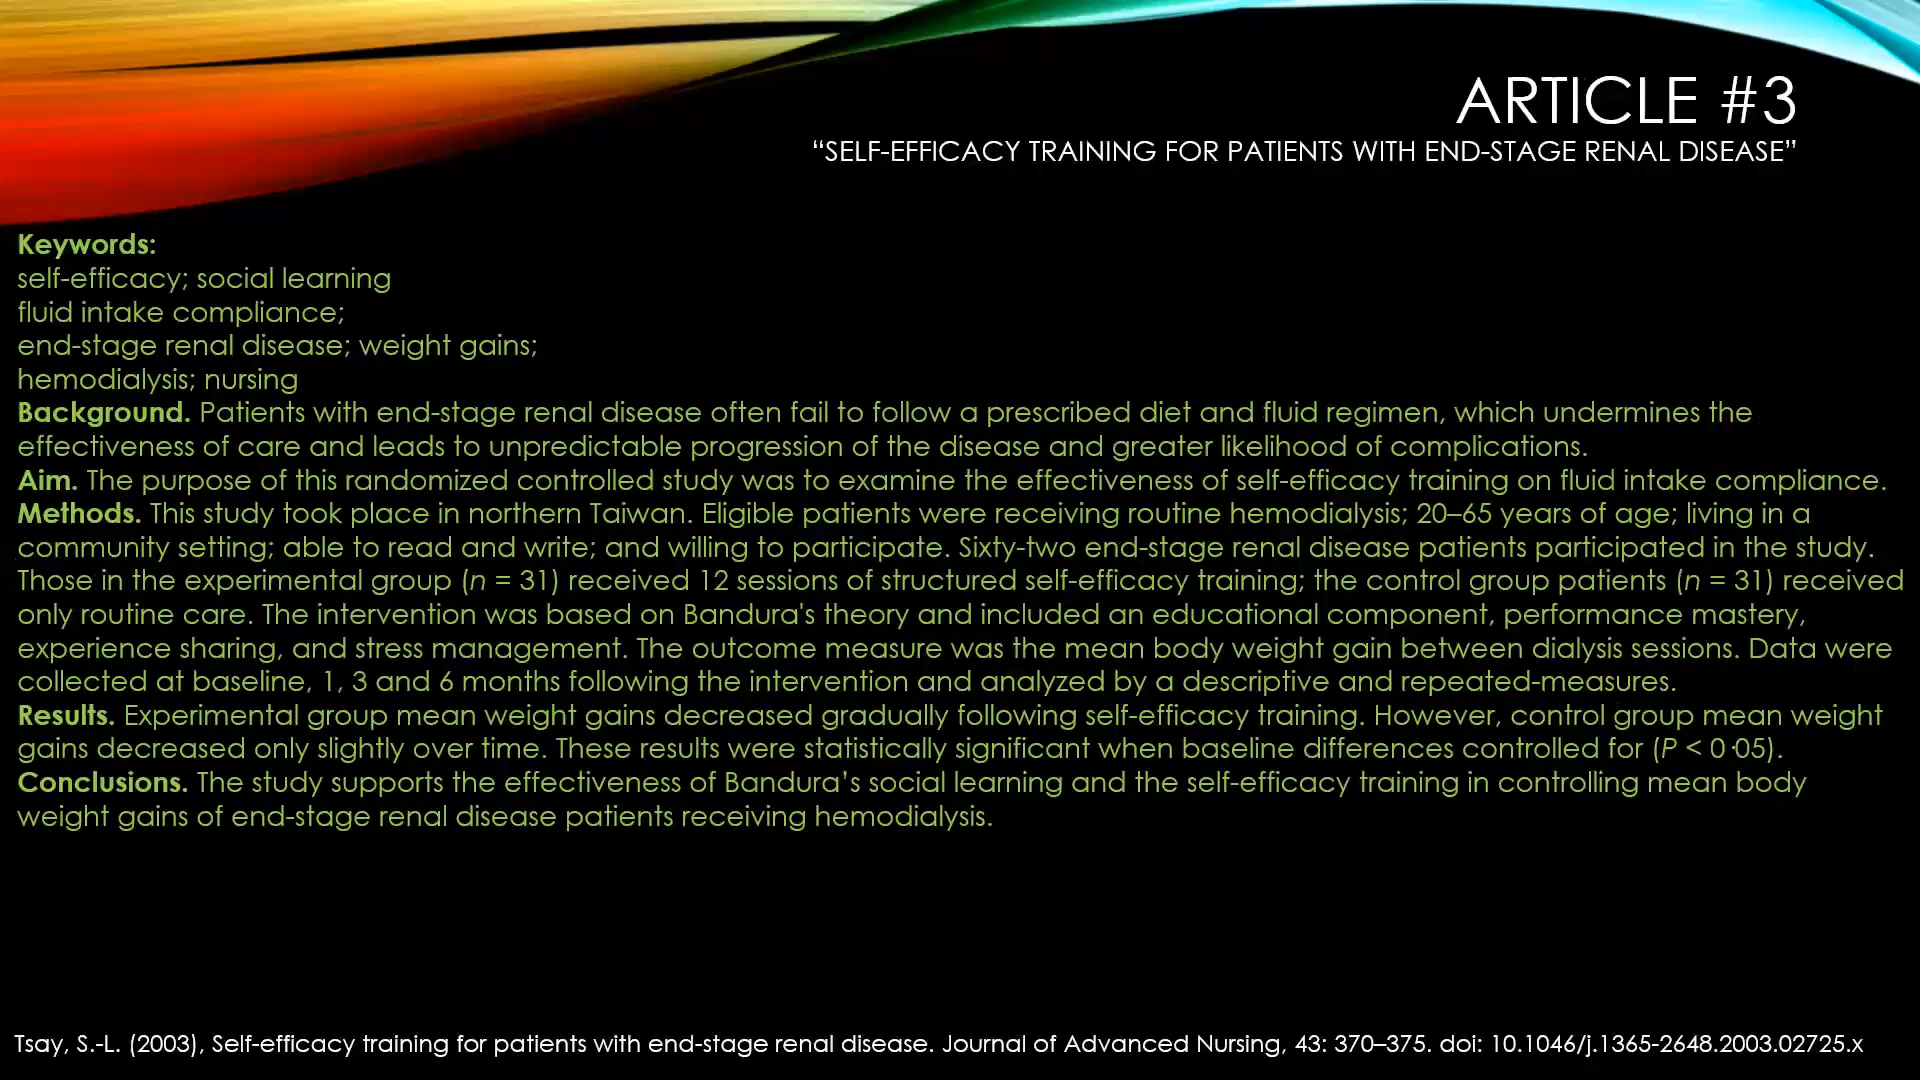 ARTICLE #3
“SELF-EFFICACY TRAINING FOR PATIENTS WITH END-STAGE RENAL DISEASE”
Keywords:
self-efficacy; social learning
fluid intake compliance;
end-stage renal disease; weight gains;
hemodialysis; nursing
Background. Patients with end-stage renal disease often fail to follow a prescribed diet and fluid regimen, which undermines the
effectiveness of care and leads to unpredictable progression of the disease and greater likelihood of complications.
Aim. The purpose of this randomized controlled study was to examine the effectiveness of self-efficacy training on fluid intake compliance.
Methods. This study took place in northern Taiwan. Eligible patients were receiving routine hemodialysis; 20–65 years of age; living in a
community setting; able to read and write; and willing to participate. Sixty-two end-stage renal disease patients participated in the study.
Those in the experimental group (n = 31) received 12 sessions of structured self-efficacy training; the control group patients (n = 31) received
only routine care. The intervention was based on Bandura's theory and included an educational component, performance mastery,
experience sharing, and stress management. The outcome measure was the mean body weight gain between dialysis sessions. Data were
collected at baseline, 1, 3 and 6 months following the intervention and analyzed by a descriptive and repeated-measures.
Results. Experimental group mean weight gains decreased gradually following self-efficacy training. However, control group mean weight
gains decreased only slightly over time. These results were statistically significant when baseline differences controlled for (P < 0·05).
Conclusions. The study supports the effectiveness of Bandura’s social learning and the self-efficacy training in controlling mean body
weight gains of end-stage renal disease patients receiving hemodialysis.
Tsay, S.-L. (2003), Self-efficacy training for patients with end-stage renal disease. Journal of Advanced Nursing, 43: 370–375. doi: 10.1046/j.1365-2648.2003.02725.x